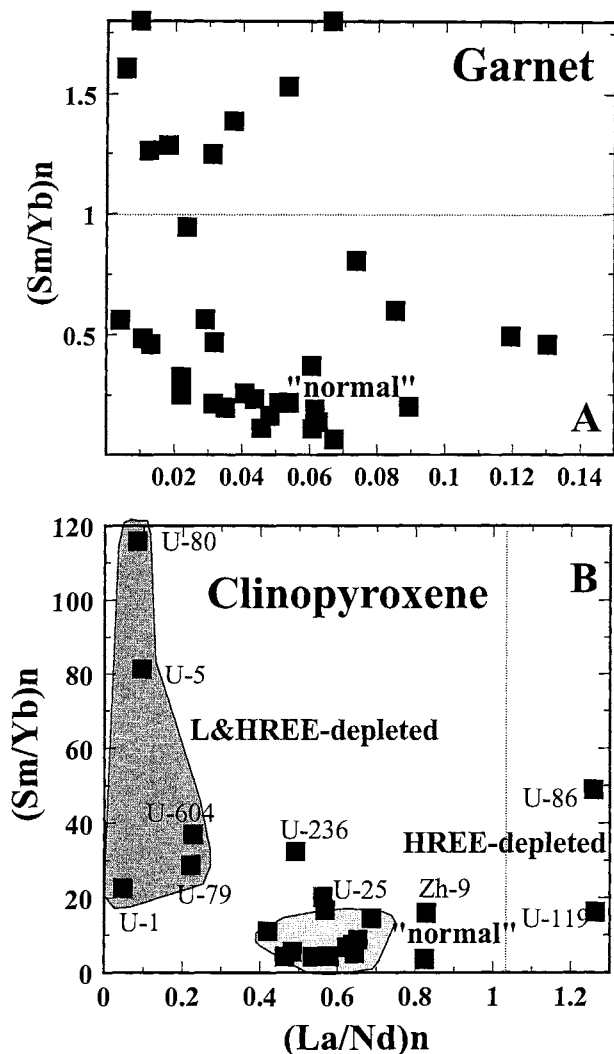 Garnet
(Sm/Yb)n
1.5
1
0.5
"normal"
A
0.02 0.04 0.06 0.08 0.1 0.12 0.14
120
100
80
60
40
20
0
(Sm/Yb)n
B
U-80
Clinopyroxene
U-5
L&HREE-depleted
U-86
U-604
U-236
HREE-depleted
U-79
U-25
Zh-9
U-1
"normal"
U-119
0 0.2 0.4 0.6 0.8 1 1.2
(La/Nd)n